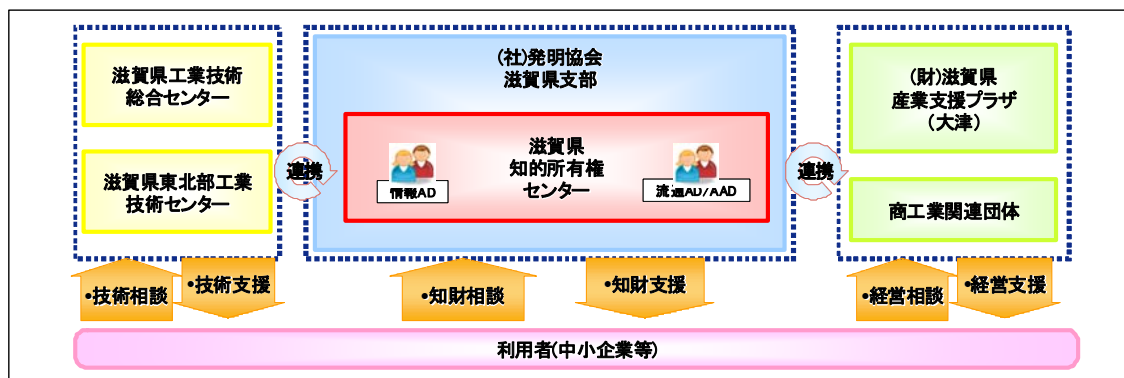 滋賀県工業技術
総合センター
滋賀県東北部工業
技術センター
連携
(社)発明協会
滋賀県支部
滋賀県
知的所有権
センター
情報AD
流通AD/AAD
連携
(財)滋賀県
産業支援プラザ
(大津)
商工業関連団体
•技術相談
•技術支援
•知財相談
•知財支援
•経営相談
•経営支援
利用者(中小企業等)